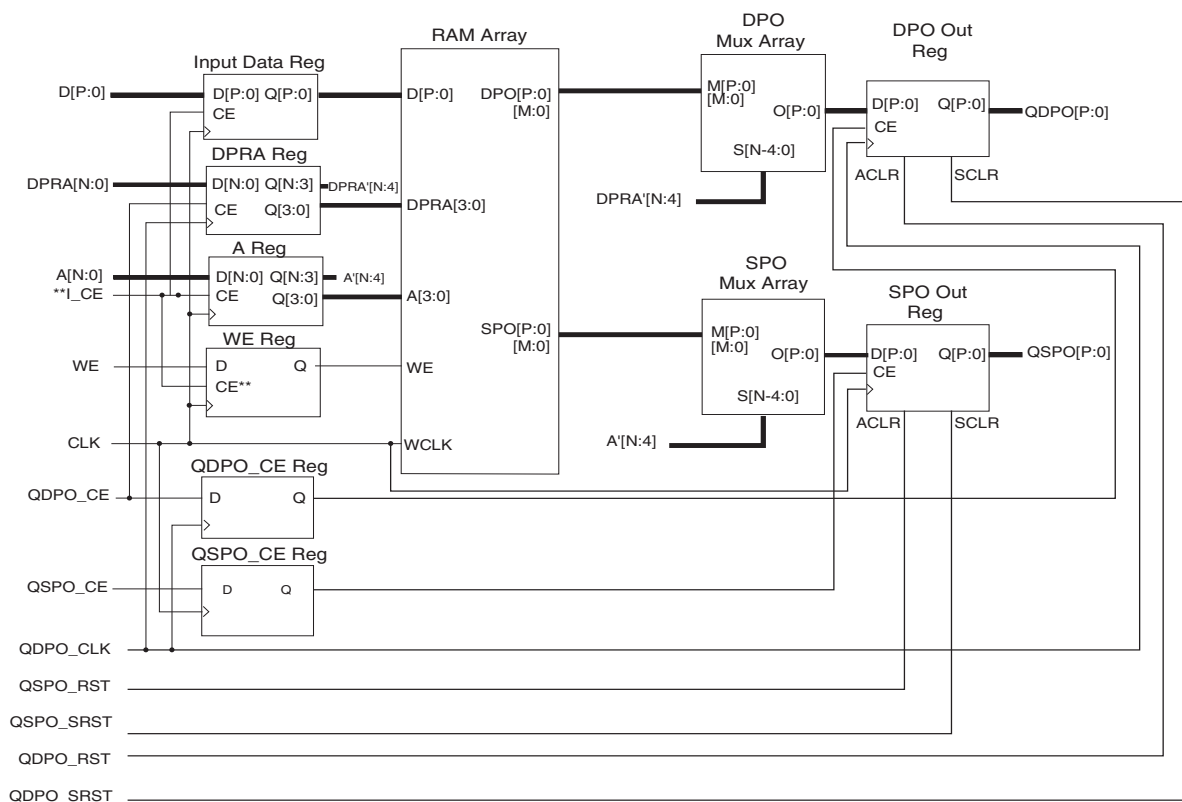 RAM Array
DPO
Mux Array
DPO Out
Reg
Input Data Reg
D[P:0]
D[P:0] Q[P:0]
CE
D[P:0]
DPO[P:0]
[M:0]
M[P:0]
[M:0]
O[P:0]
S[N-4:0]
D[P:0] Q[P:0]
CE
QDPO[P:0]
ACLR
SCLR
DPRA Reg
DPRA[N:0]
D[N:0] Q[N:3]
CE
Q[3:0]
DPRA'[N:4]
DPRA[3:0]
DPRA'[N:4]
A Reg
A[N:0]
**I_CE
D[N:0] Q[N:3]
CE
Q[3:0]
A'[N:4]
A[3:0]
SPO
Mux Array
SPO Out
Reg
SPO[P:0]
[M:0]
M[P:0]
[M:0]
O[P:0]
S[N-4:0]
D[P:0] Q[P:0]
CE
QSPO[P:0]
ACLR
SCLR
WE Reg
WE
D Q
CE**
WE
A'[N:4]
CLK
WCLK
QDPO_CE Reg
QDPO_CE
D Q
QSPO_CE Reg
QSPO_CE
D Q
QDPO_CLK
QSPO_RST
QSPO_SRST
QDPO_RST
QDPO_SRST